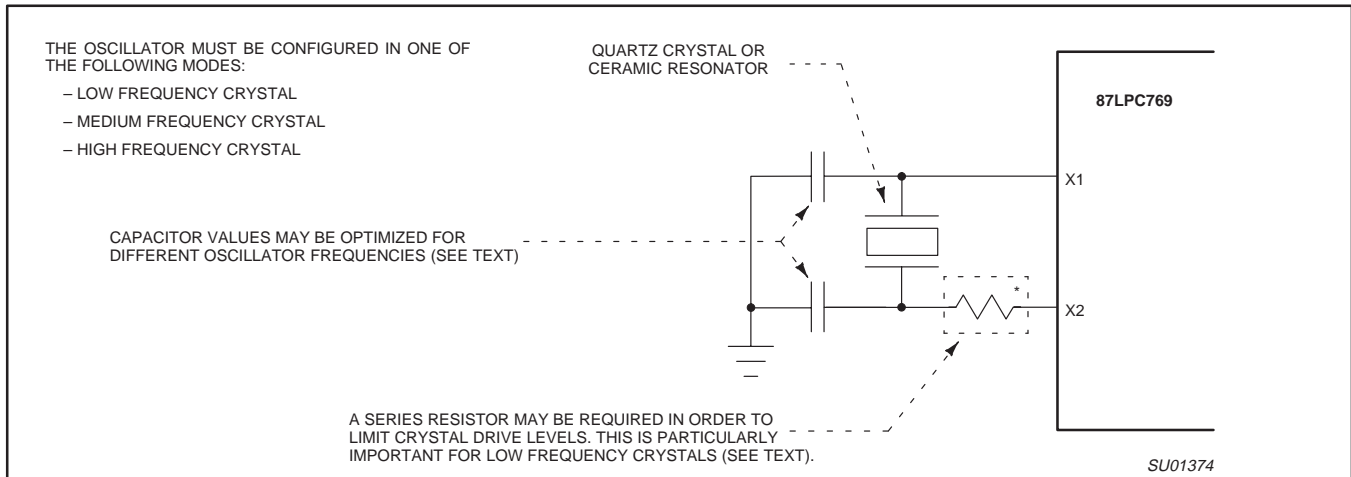 THE OSCILLATOR MUST BE CONFIGURED IN ONE OF
THE FOLLOWING MODES:
– LOW FREQUENCY CRYSTAL
– MEDIUM FREQUENCY CRYSTAL
– HIGH FREQUENCY CRYSTAL
QUARTZ CRYSTAL OR
CERAMIC RESONATOR
87LPC769
X1
CAPACITOR VALUES MAY BE OPTIMIZED FOR
DIFFERENT OSCILLATOR FREQUENCIES (SEE TEXT)
*
X2
A SERIES RESISTOR MAY BE REQUIRED IN ORDER TO
LIMIT CRYSTAL DRIVE LEVELS. THIS IS PARTICULARLY
IMPORTANT FOR LOW FREQUENCY CRYSTALS (SEE TEXT).
SU01374